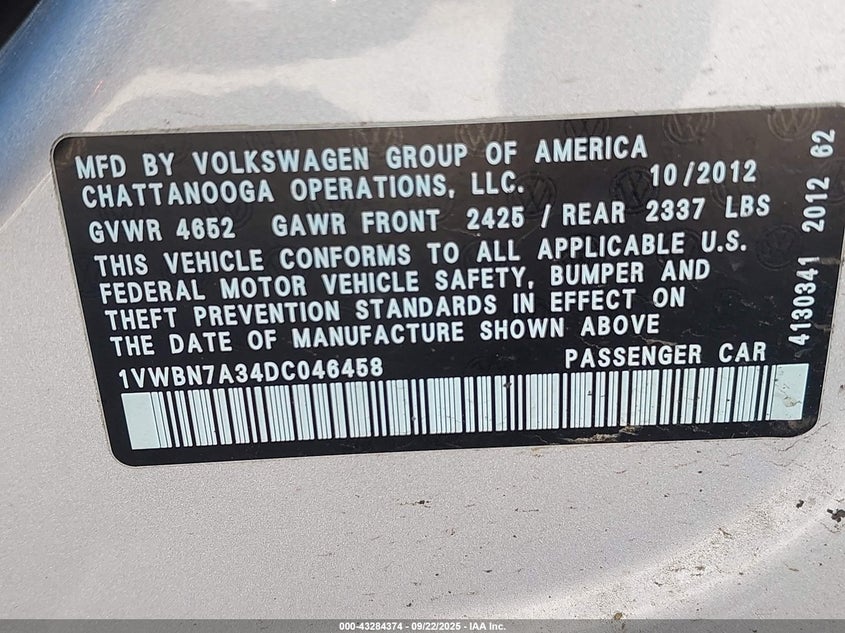 MFD BY VOLKSWAGEN GROUP OF AMERICA
CHATTANOOGA OPERATIONS, LLC. 10/2012
GVWR 4652 GAWR FRONT 2425 / REAR 2337 LBS
THIS VEHICLE CONFORMS TO ALL APPLICABLE U.S.
FEDERAL MOTOR VEHICLE SAFETY, BUMPER AND
THEFT PREVENTION STANDARDS IN EFFECT ON
THE DATE OF MANUFACTURE SHOWN ABOVE
1VWBN7A34DC046458 PASSENGER CAR
4130341 2012 62
000-43284374 - 09/22/2025 - IAA Inc.